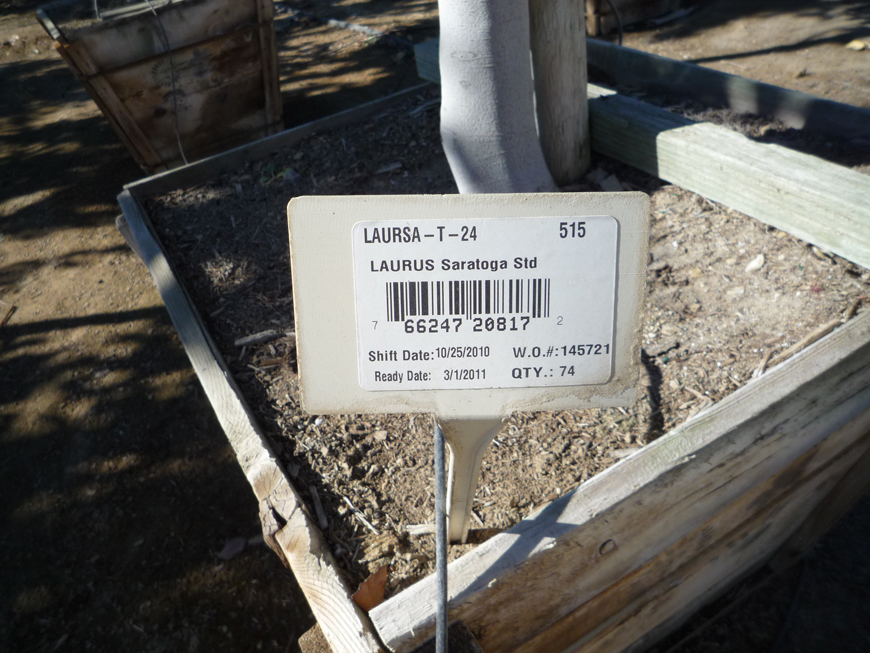 LAURSA-T-24 515
LAURUS Saratoga Std
7 66247 20817 2
Shift Date: 10/25/2010 W.O.#: 145721
Ready Date: 3/1/2011 QTY.: 74